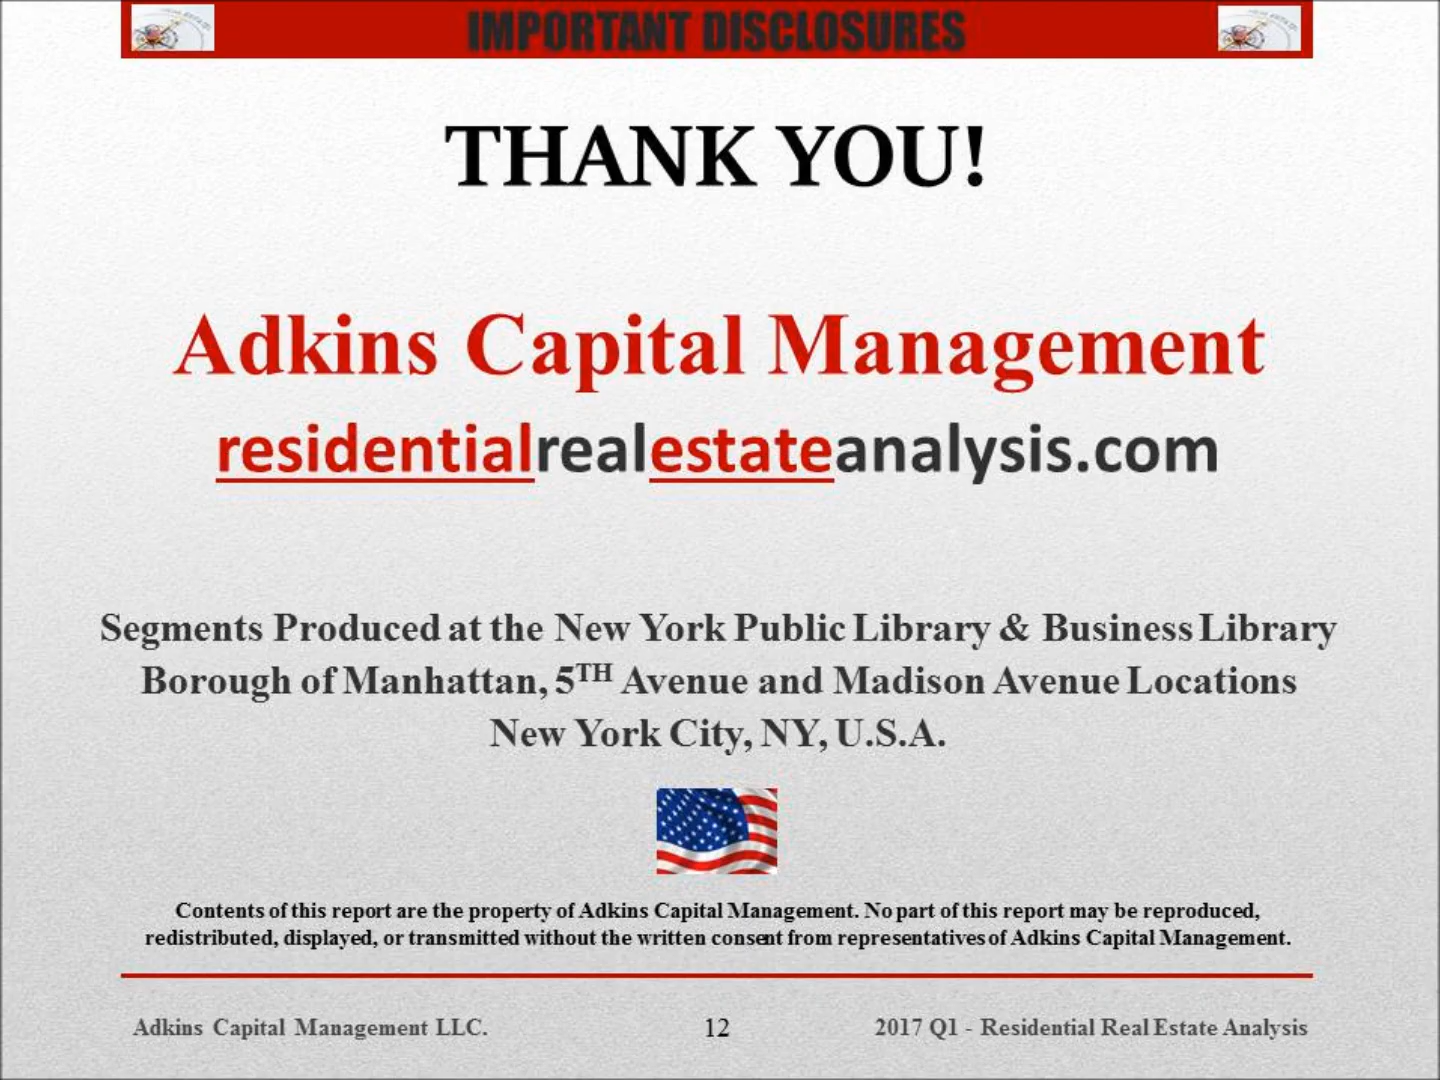 IMPORTANT DISCLOSURES
THANK YOU!
Adkins Capital Management
residentialrealestateanalysis.com
Segments Produced at the New York Public Library & Business Library
Borough of Manhattan, 5TH Avenue and Madison Avenue Locations
New York City, NY, U.S.A.
Contents of this report are the property of Adkins Capital Management. No part of this report may be reproduced,
redistributed, displayed, or transmitted without the written consent from representatives of Adkins Capital Management.
Adkins Capital Management LLC.
12
2017 Q1 - Residential Real Estate Analysis